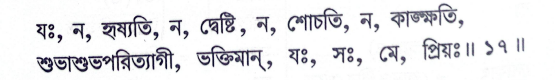 যঃ, ন, হৃষ্যতি, ন, দ্বেষ্টি, ন, শোচতি, ন, কাঙ্ক্ষতি,
শুভাশুভপরিত্যাগী, ভক্তিমান্, যঃ, সঃ, মে, প্রিয়ঃ॥ ১৭ ॥